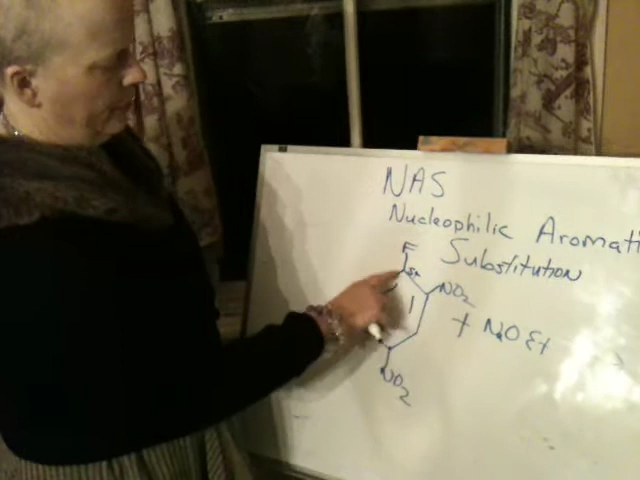 NAS
Nucleophilic Aromati
Substitution
F
NO2
+ NaOEt
NO2